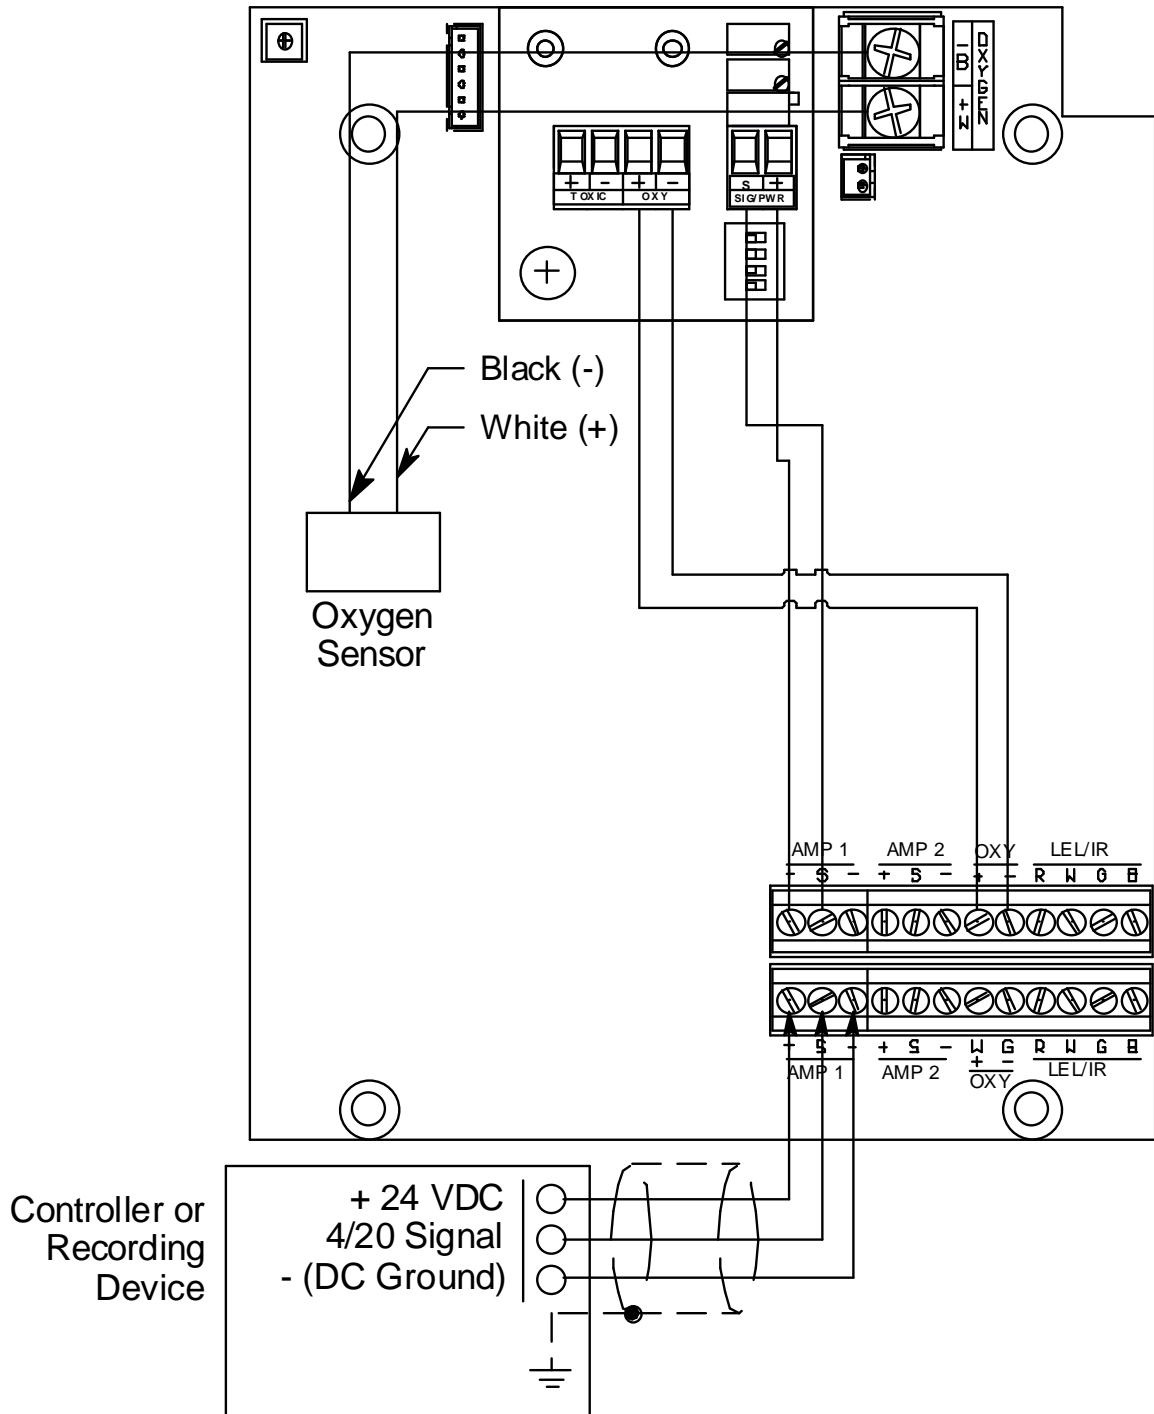 OXYGEN
-B
+W
+ - + -
TOXIC OXY
S +
SIG/PWR
Black (-)
White (+)
Oxygen
Sensor
AMP 1 AMP 2 OXY LEL/IR
- S - + S - + - R W G B
+ S - + S - W G R W G B
+ -
AMP 1 AMP 2 OXY LEL/IR
Controller or
Recording
Device
+ 24 VDC
4/20 Signal
- (DC Ground)